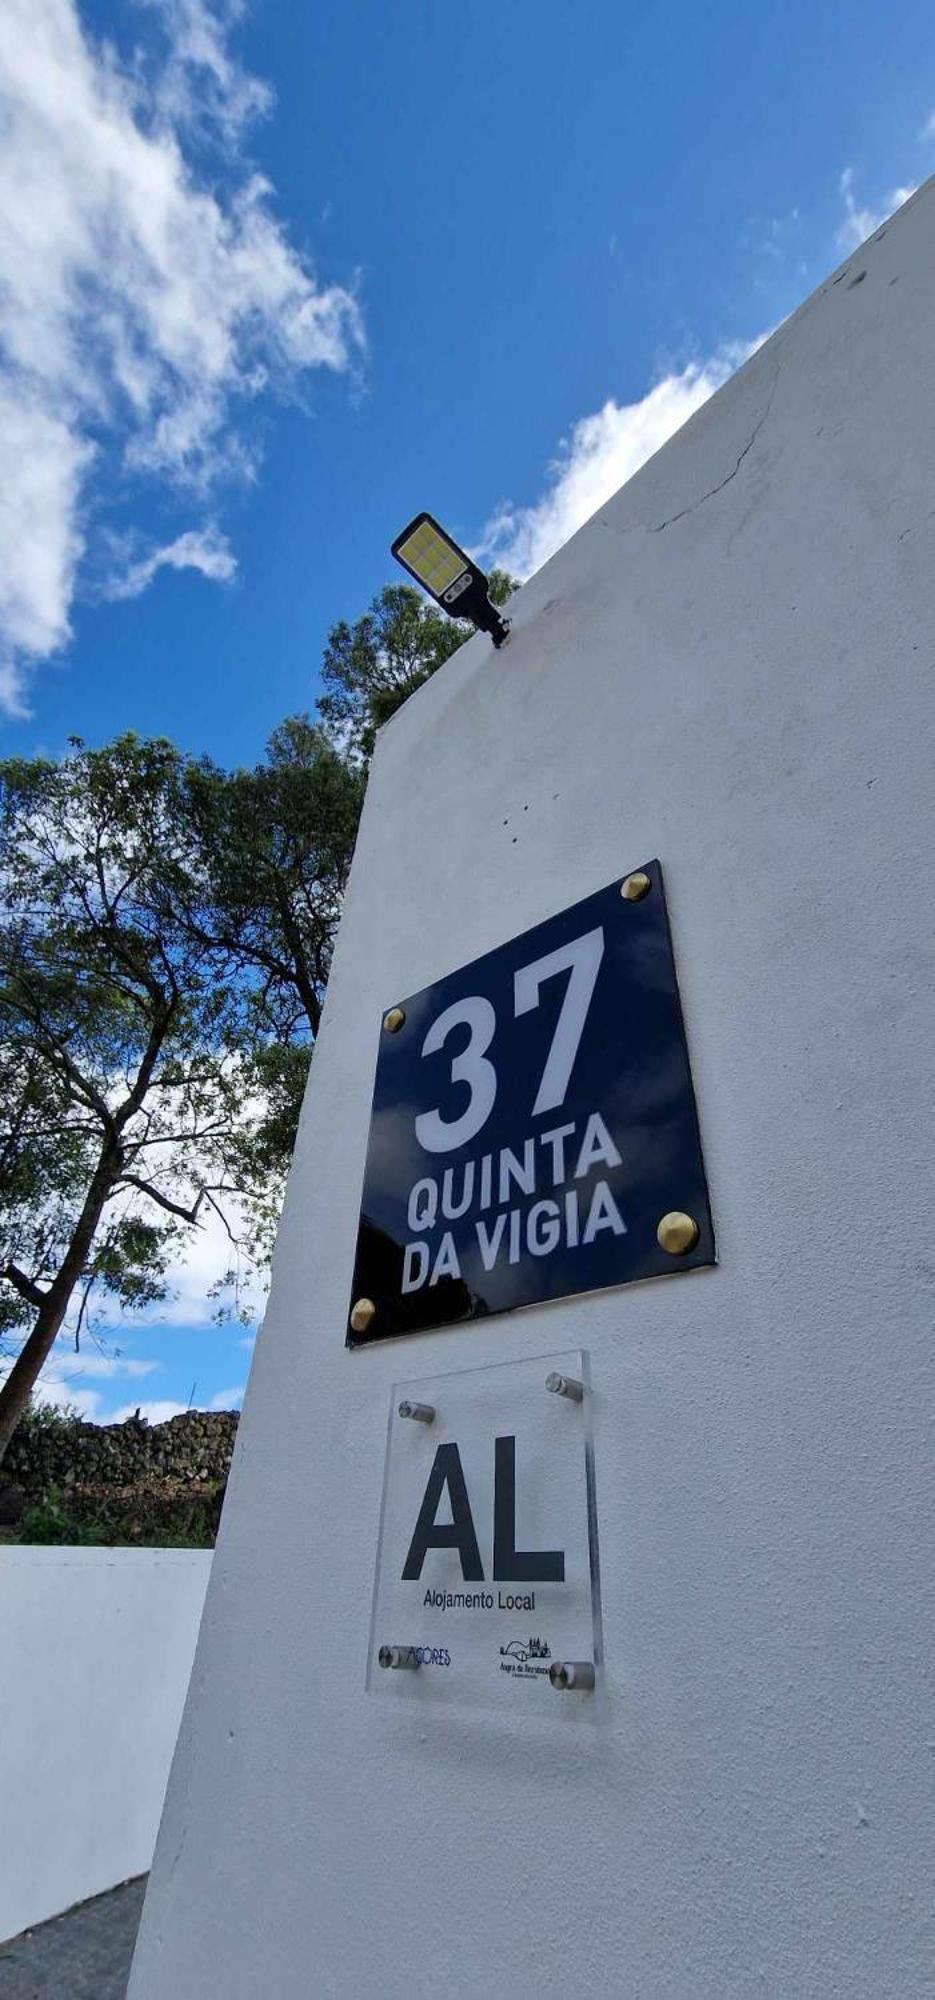 37
QUINTA
DA VIGIA
AL
Alojamento Local
AÇORES
Angra do Heroísmo